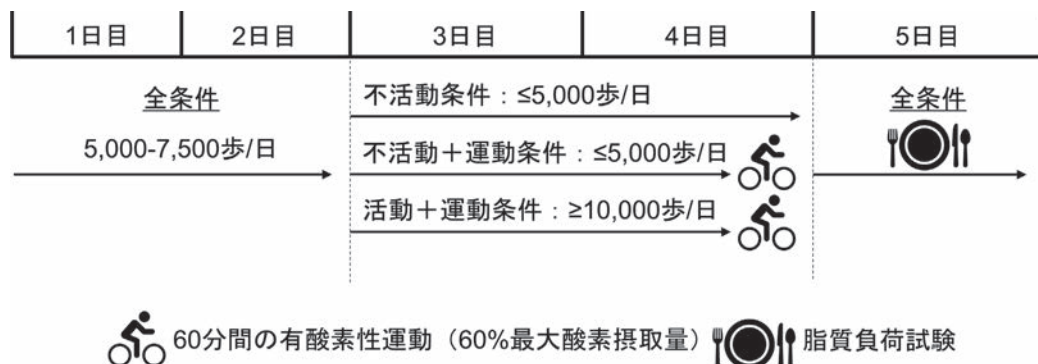 1日目 2日目 3日目 4日目 5日目
全条件
5,000-7,500歩/日
不活動条件：≤5,000歩/日
不活動＋運動条件：≤5,000歩/日
活動＋運動条件：≥10,000歩/日
全条件
60分間の有酸素性運動（60%最大酸素摂取量）
脂質負荷試験